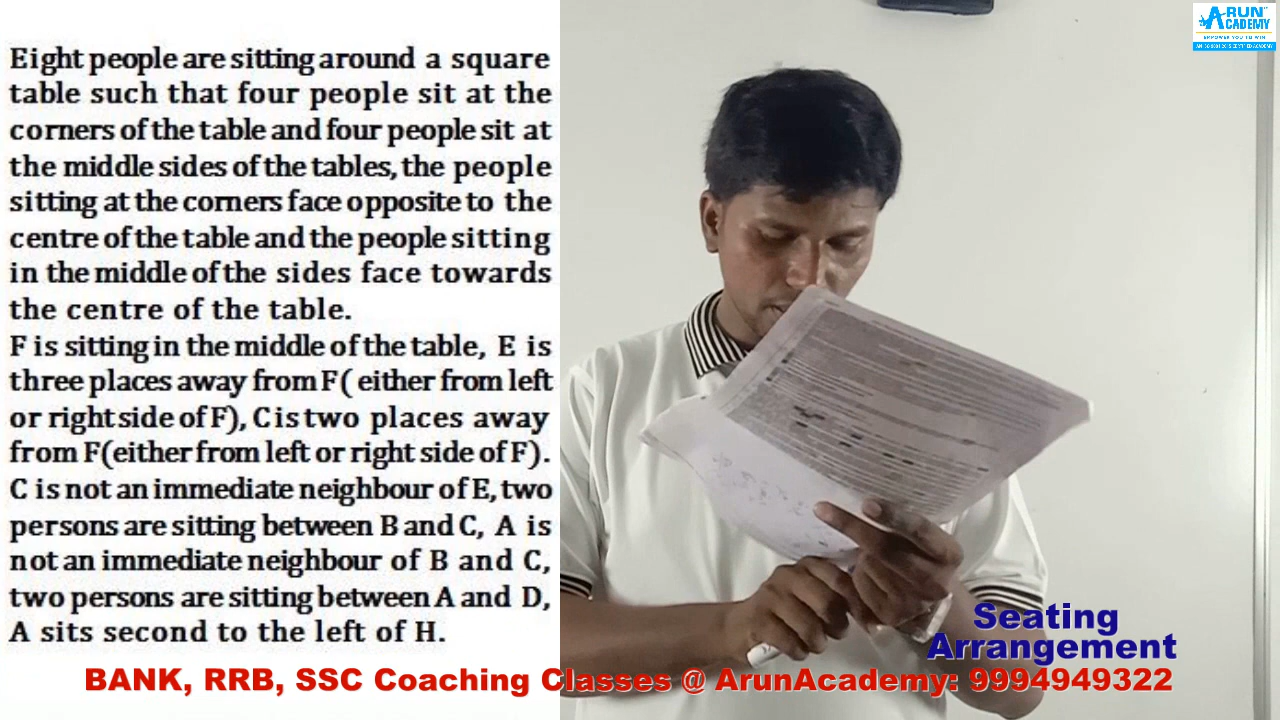 Eight people are sitting around a square
table such that four people sit at the
corners of the table and four people sit at
the middle sides of the tables, the people
sitting at the corners face opposite to the
centre of the table and the people sitting
in the middle of the sides face towards
the centre of the table.
F is sitting in the middle of the table, E is
three places away from F( either from left
or right side of F), C is two places away
from F(either from left or right side of F).
C is not an immediate neighbour of E, two
persons are sitting between B and C, A is
not an immediate neighbour of B and C,
two persons are sitting between A and D,
A sits second to the left of H.
ARUN
ACADEMY
EMPOWER YOU TO WIN
Seating
Arrangement
BANK, RRB, SSC Coaching Classes @ ArunAcademy: 9994949322